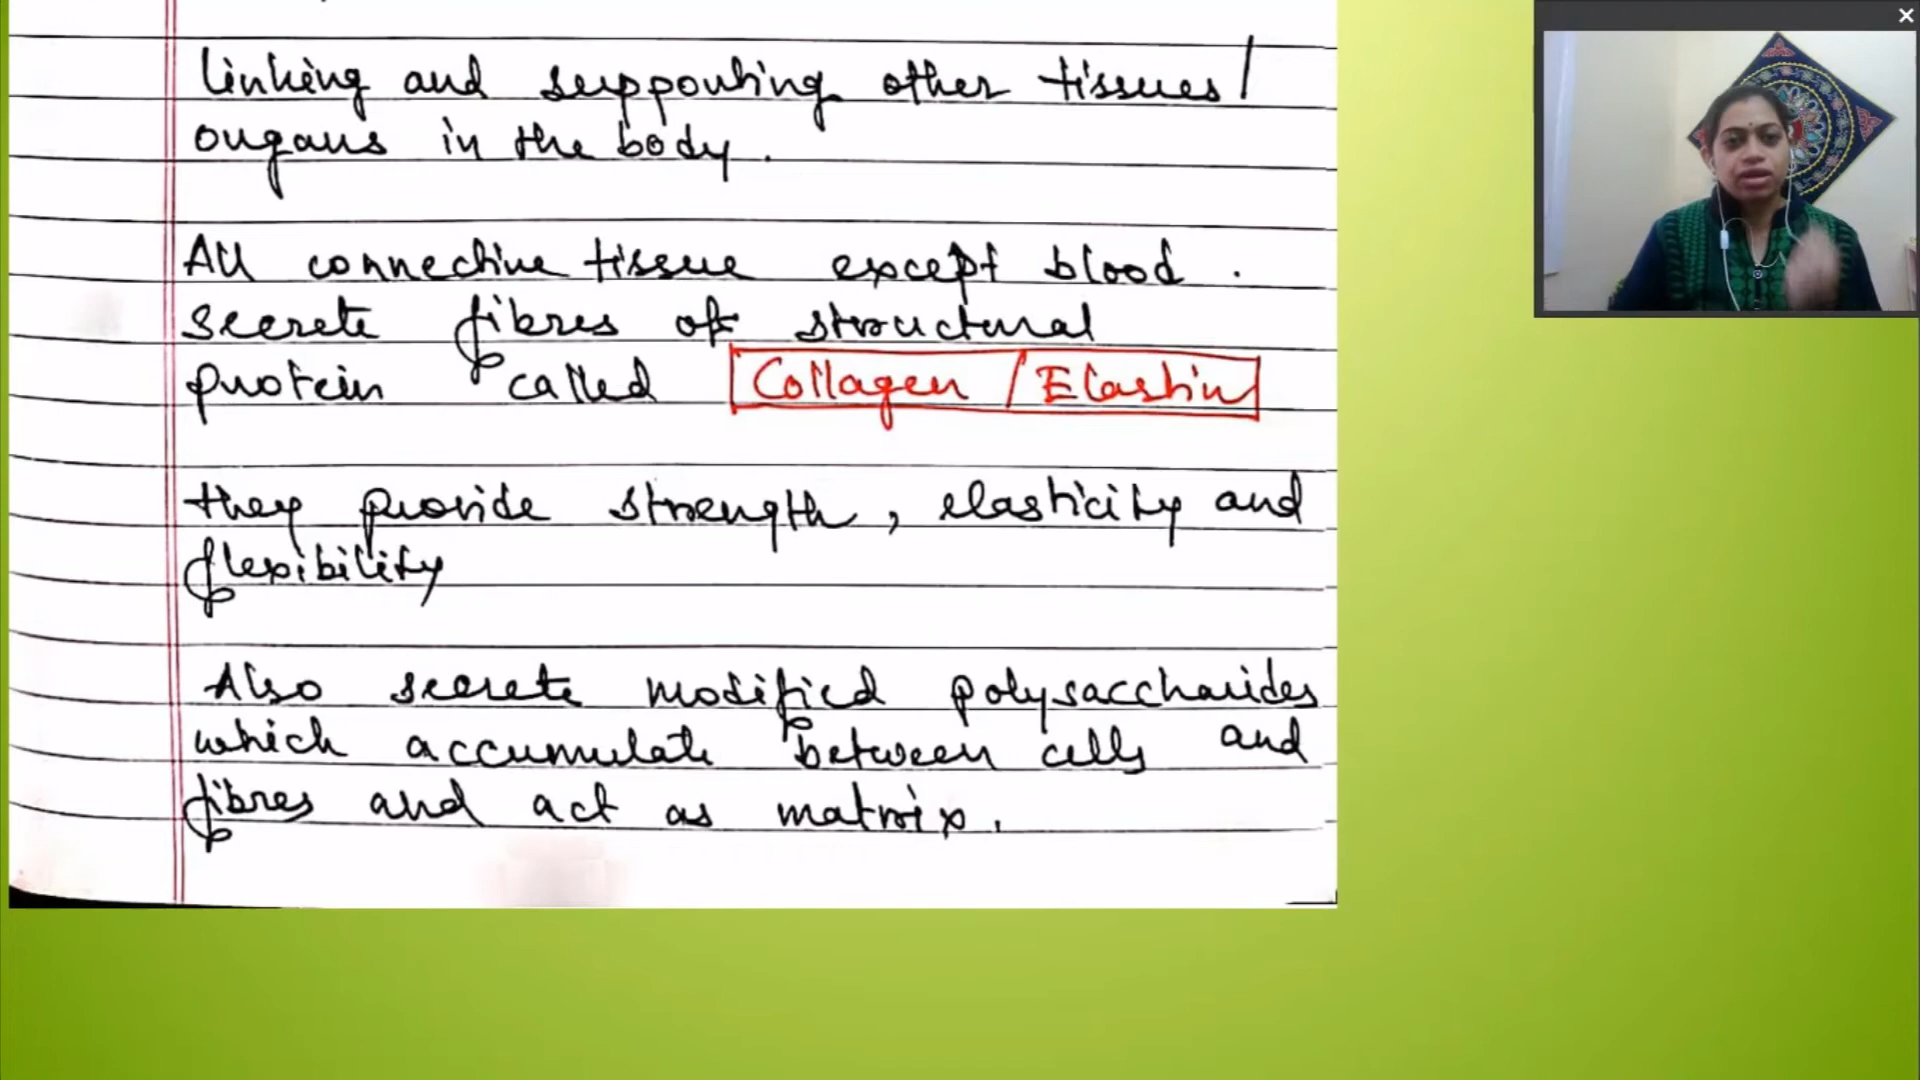 linking and supporting other tissues/
organs in the body.
All connective tissue except blood.
secrete fibres of structural
protein called Collagen / Elastin
they provide strength, elasticity and
flexibility
Also secrete modified polysaccharides
which accumulate between cells and
fibres and act as matrix.